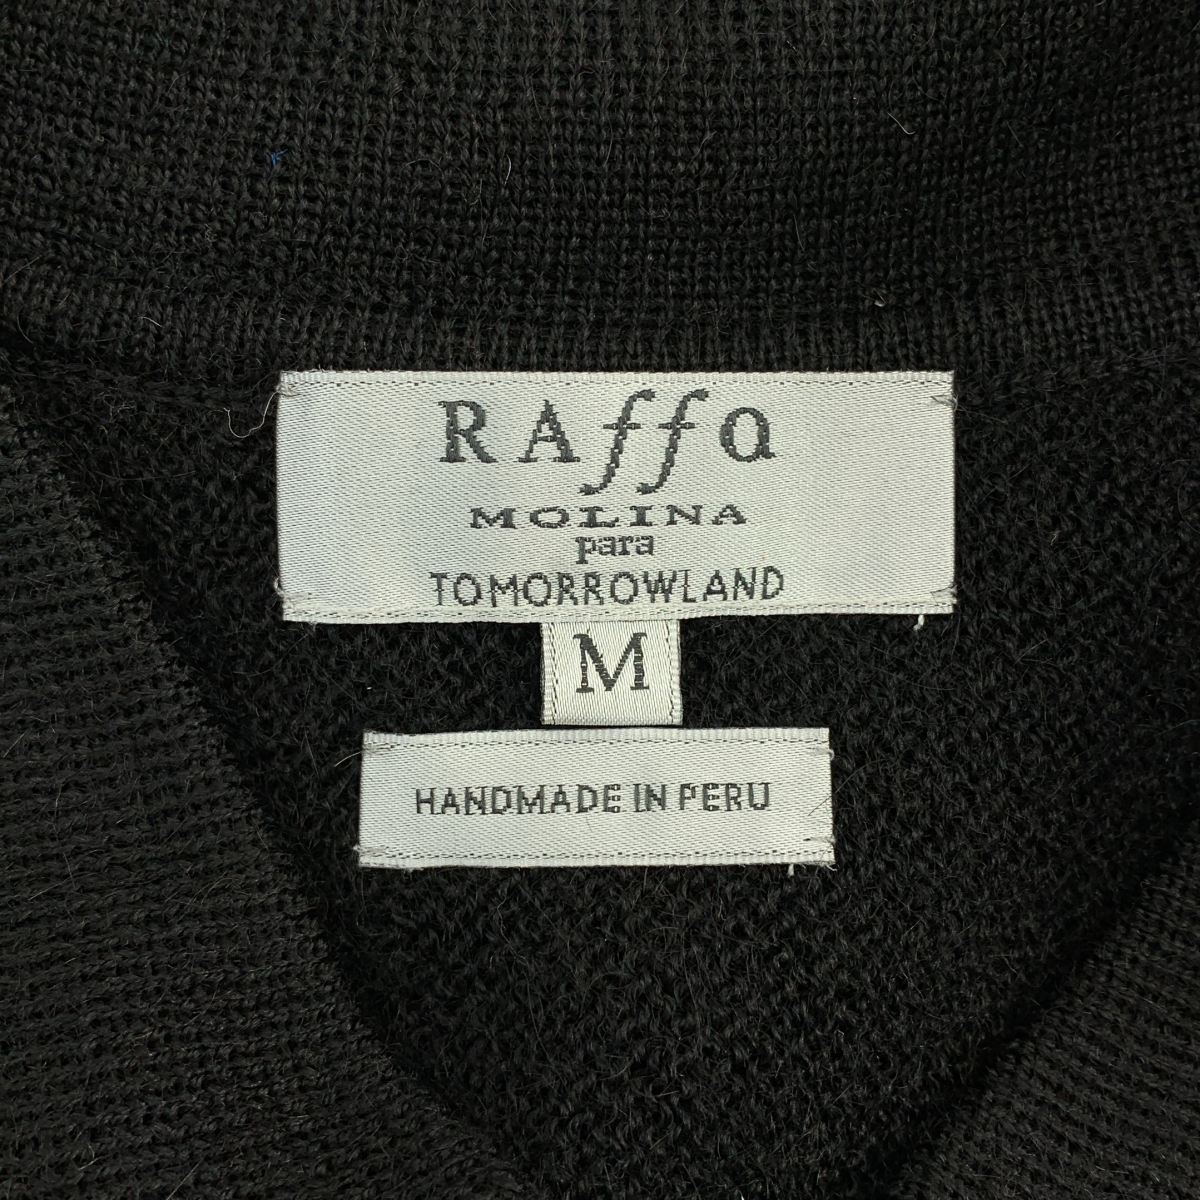 RAffa
MOLINA
para
TOMORROWLAND
M
HANDMADE IN PERU